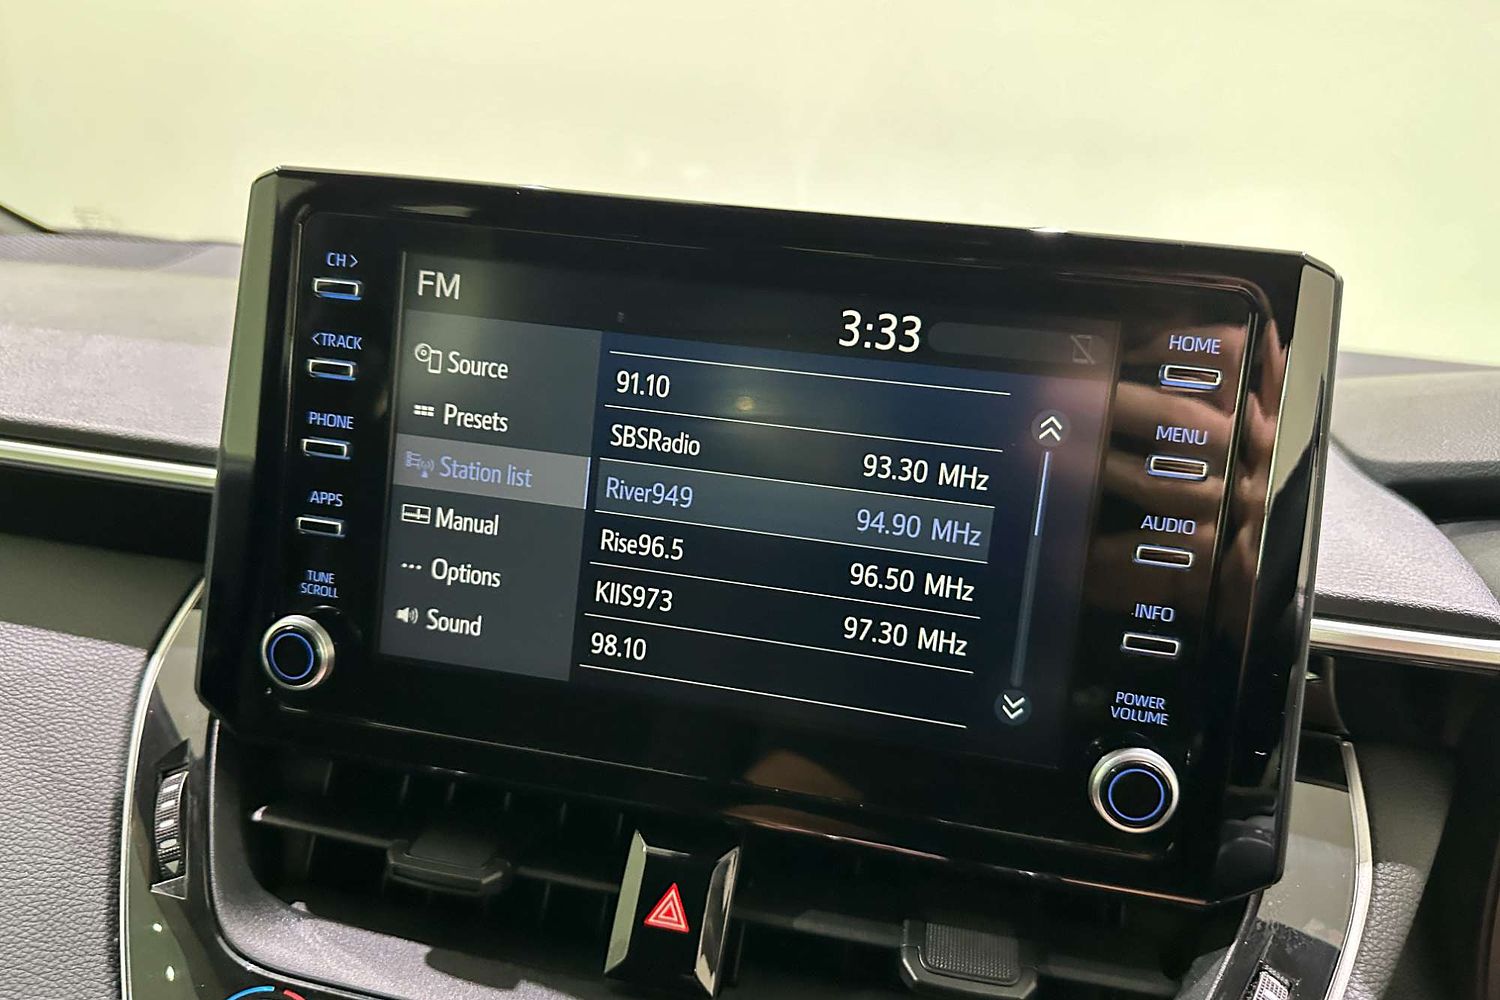 CH >
< TRACK
PHONE
APPS
TUNE
SCROLL
FM
3:33
Source
Presets
Station list
Manual
Options
Sound
91.10
SBSRadio 93.30 MHz
River949 94.90 MHz
Rise96.5 96.50 MHz
KIIS973 97.30 MHz
98.10
HOME
MENU
AUDIO
INFO
POWER
VOLUME